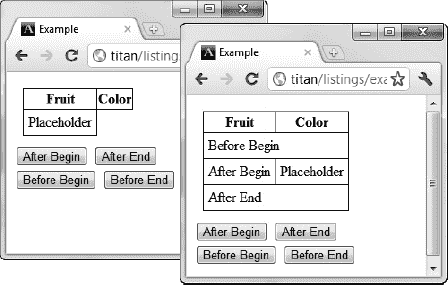 Example
titan/listings
Fruit Color
Placeholder
After Begin After End
Before Begin Before End
Example
titan/listings/exa
Fruit Color
Before Begin
After Begin Placeholder
After End
After Begin After End
Before Begin Before End